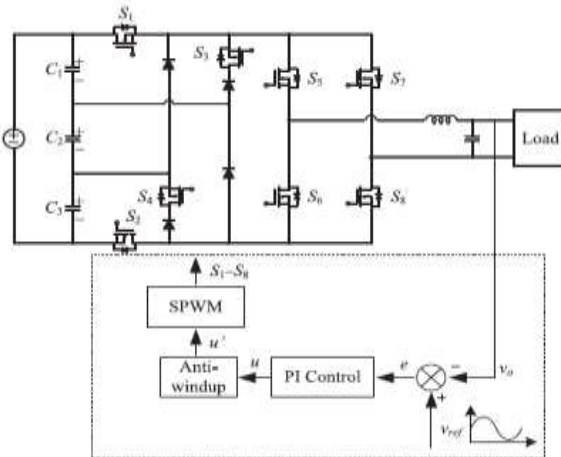 S1
S3
C1
S5
S7
C2
Load
S4
C3
S6
S8
S2
S1–S8
SPWM
u'
Anti-
windup
u
PI Control
e
−
vo
+
vref